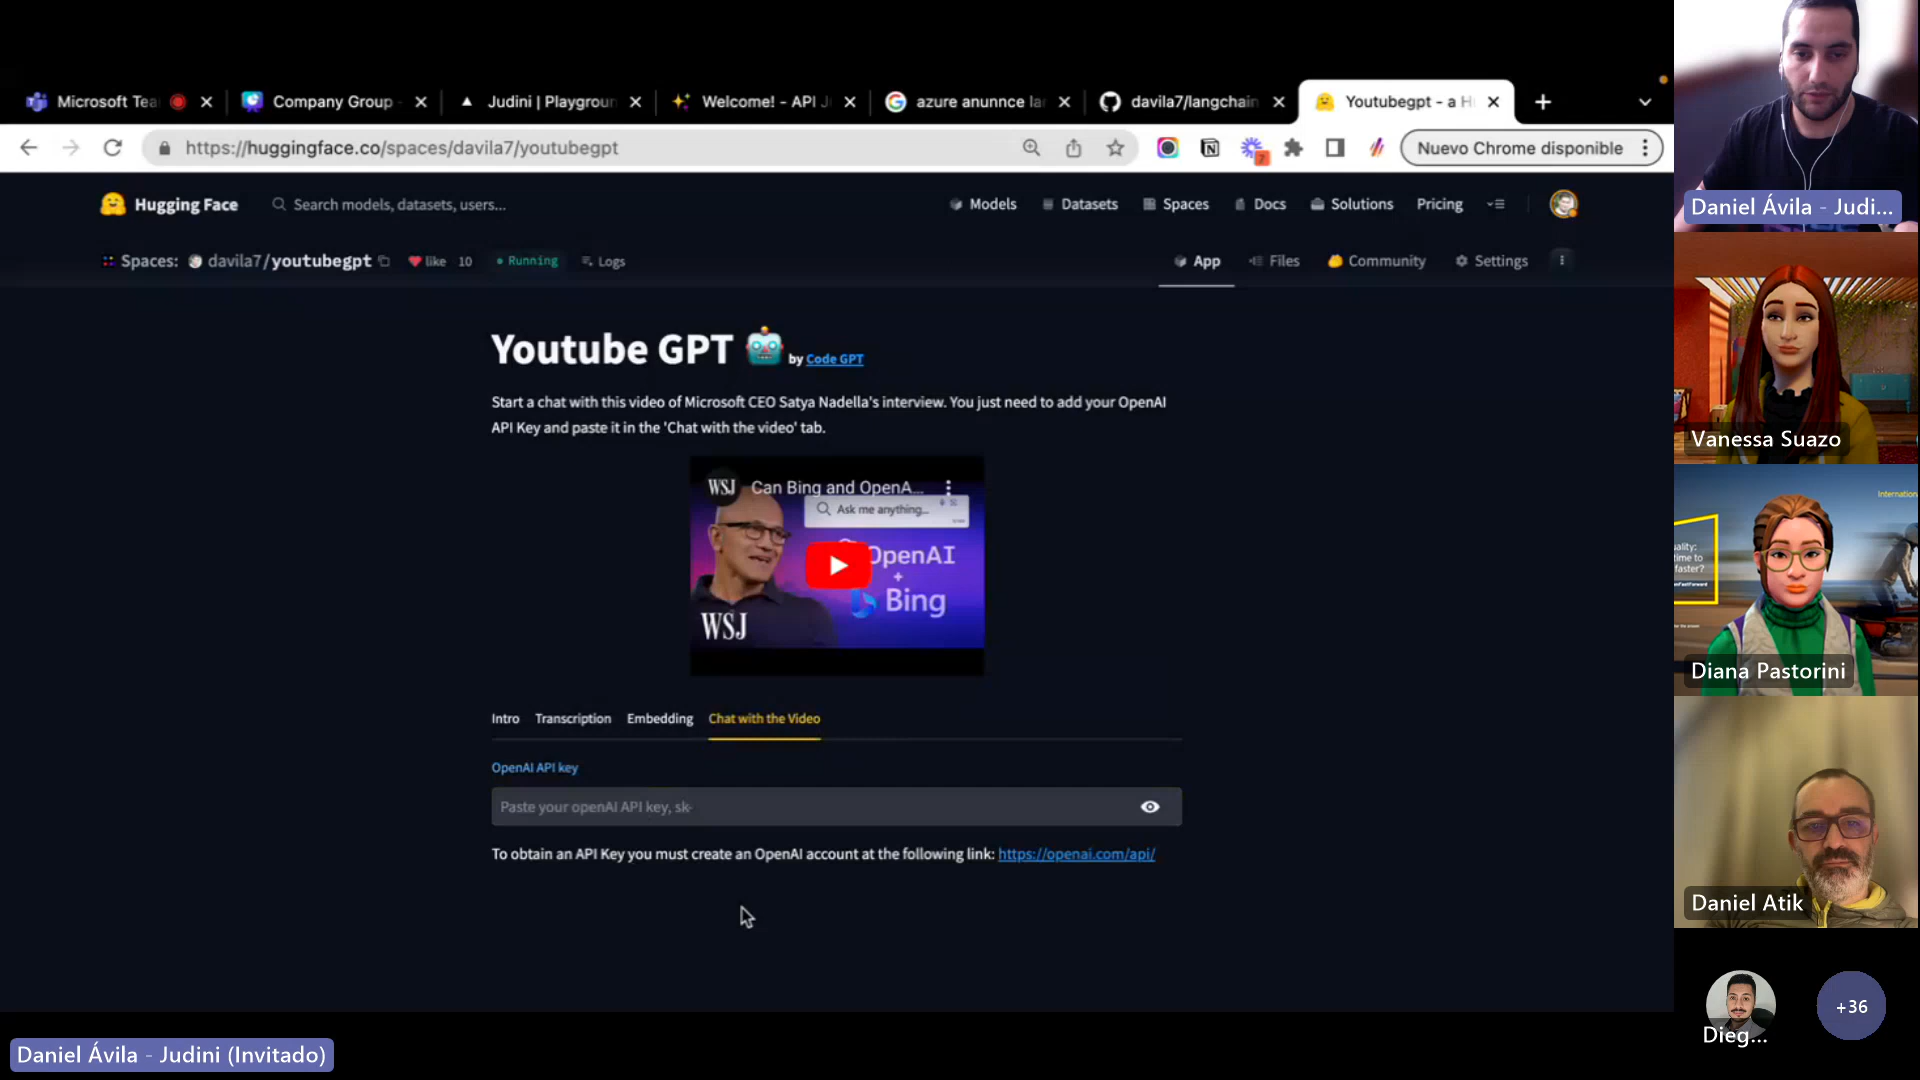 Microsoft Tea
Company Group -
Judini | Playgroun
Welcome! - API J
azure anunnce la
davila7/langchain
Youtubegpt - a H
https://huggingface.co/spaces/davila7/youtubegpt
7
Nuevo Chrome disponible
Hugging Face
Search models, datasets, users...
Models
Datasets
Spaces
Docs
Solutions
Pricing
Spaces: davila7/youtubegpt
like 10
Running
Logs
App
Files
Community
Settings
Youtube GPT by Code GPT
Start a chat with this video of Microsoft CEO Satya Nadella's interview. You just need to add your OpenAI
API Key and paste it in the 'Chat with the video' tab.
WSJ Can Bing and OpenA...
Ask me anything...
OpenAI
+
Bing
WSJ
Intro Transcription Embedding Chat with the Video
OpenAI API key
Paste your openAI API key, sk-
To obtain an API Key you must create an OpenAI account at the following link: https://openai.com/api/
Daniel Ávila - Judini (Invitado)
Daniel Ávila - Judi...
Vanessa Suazo
Internation
ality:
time to
faster?
Diana Pastorini
Daniel Atik
Dieg...
+36